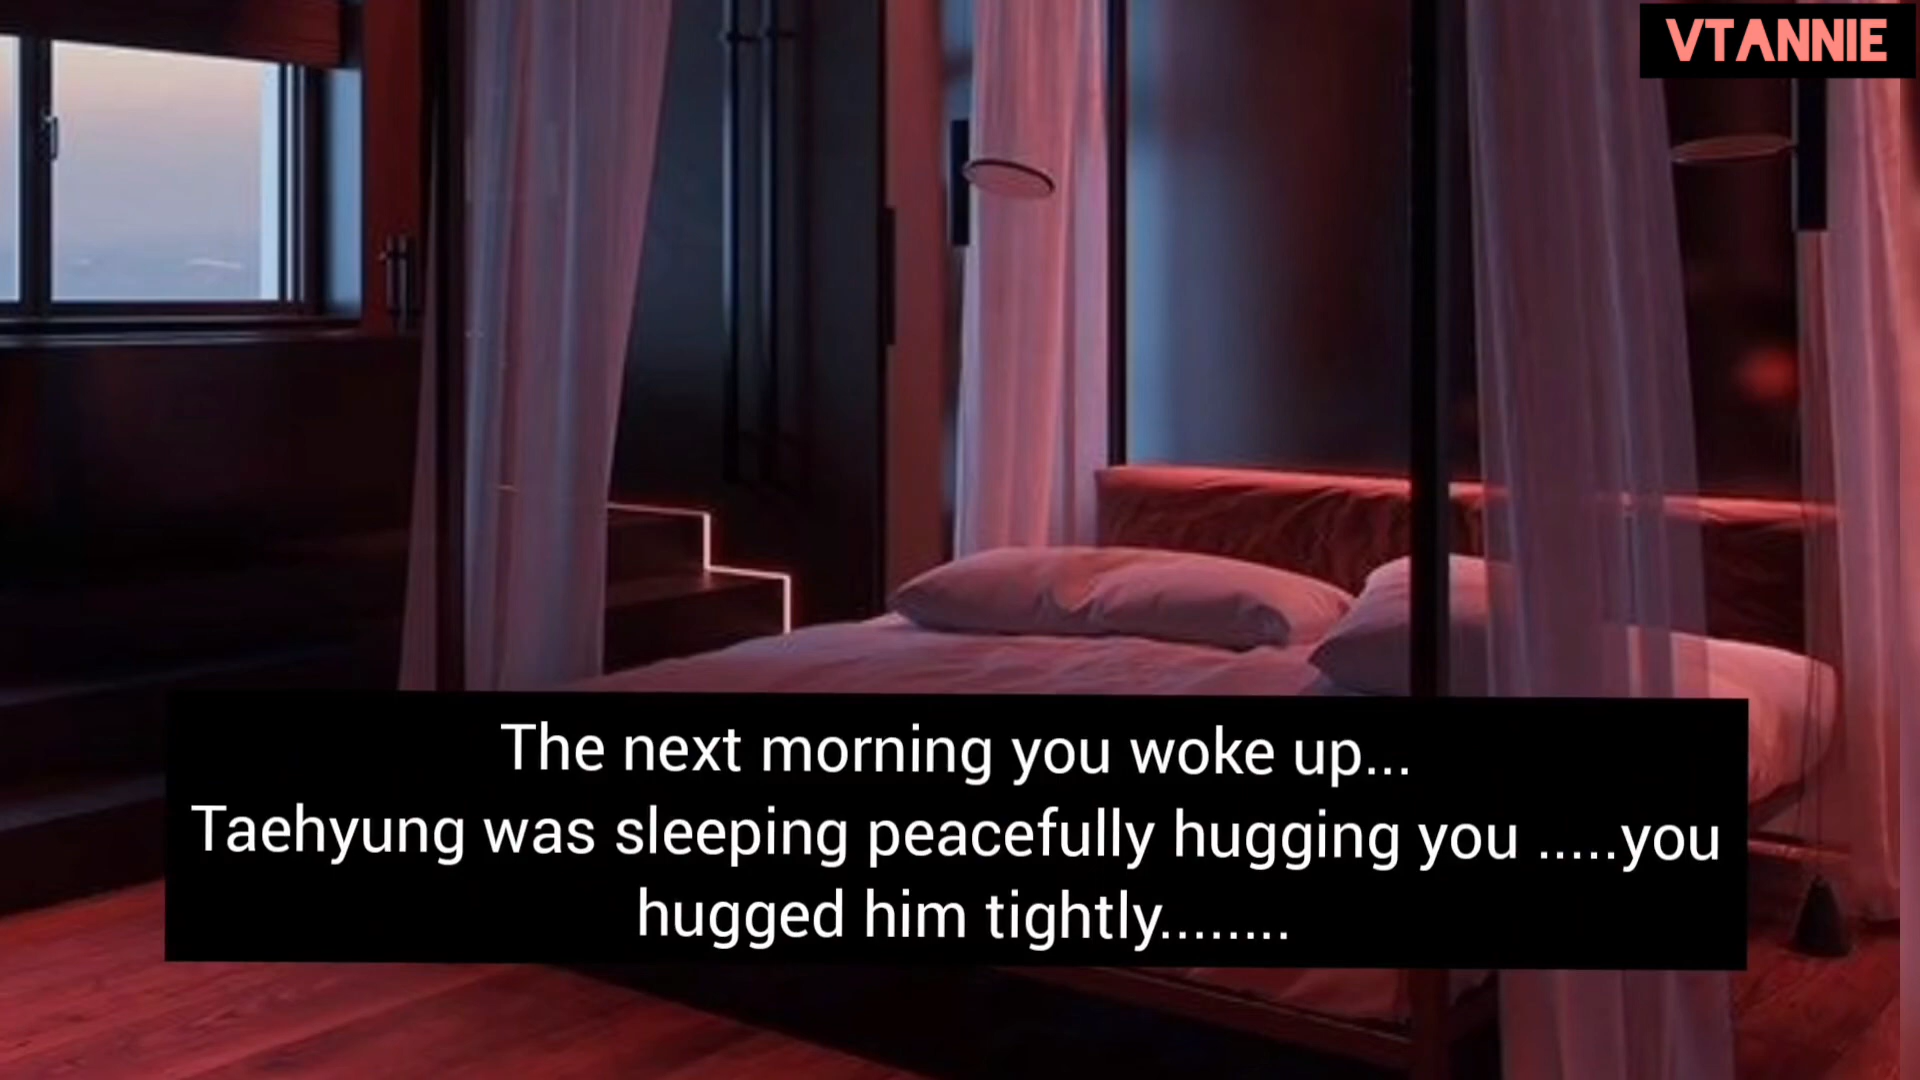 VTANNIE
The next morning you woke up...
Taehyung was sleeping peacefully hugging you .....you
hugged him tightly........